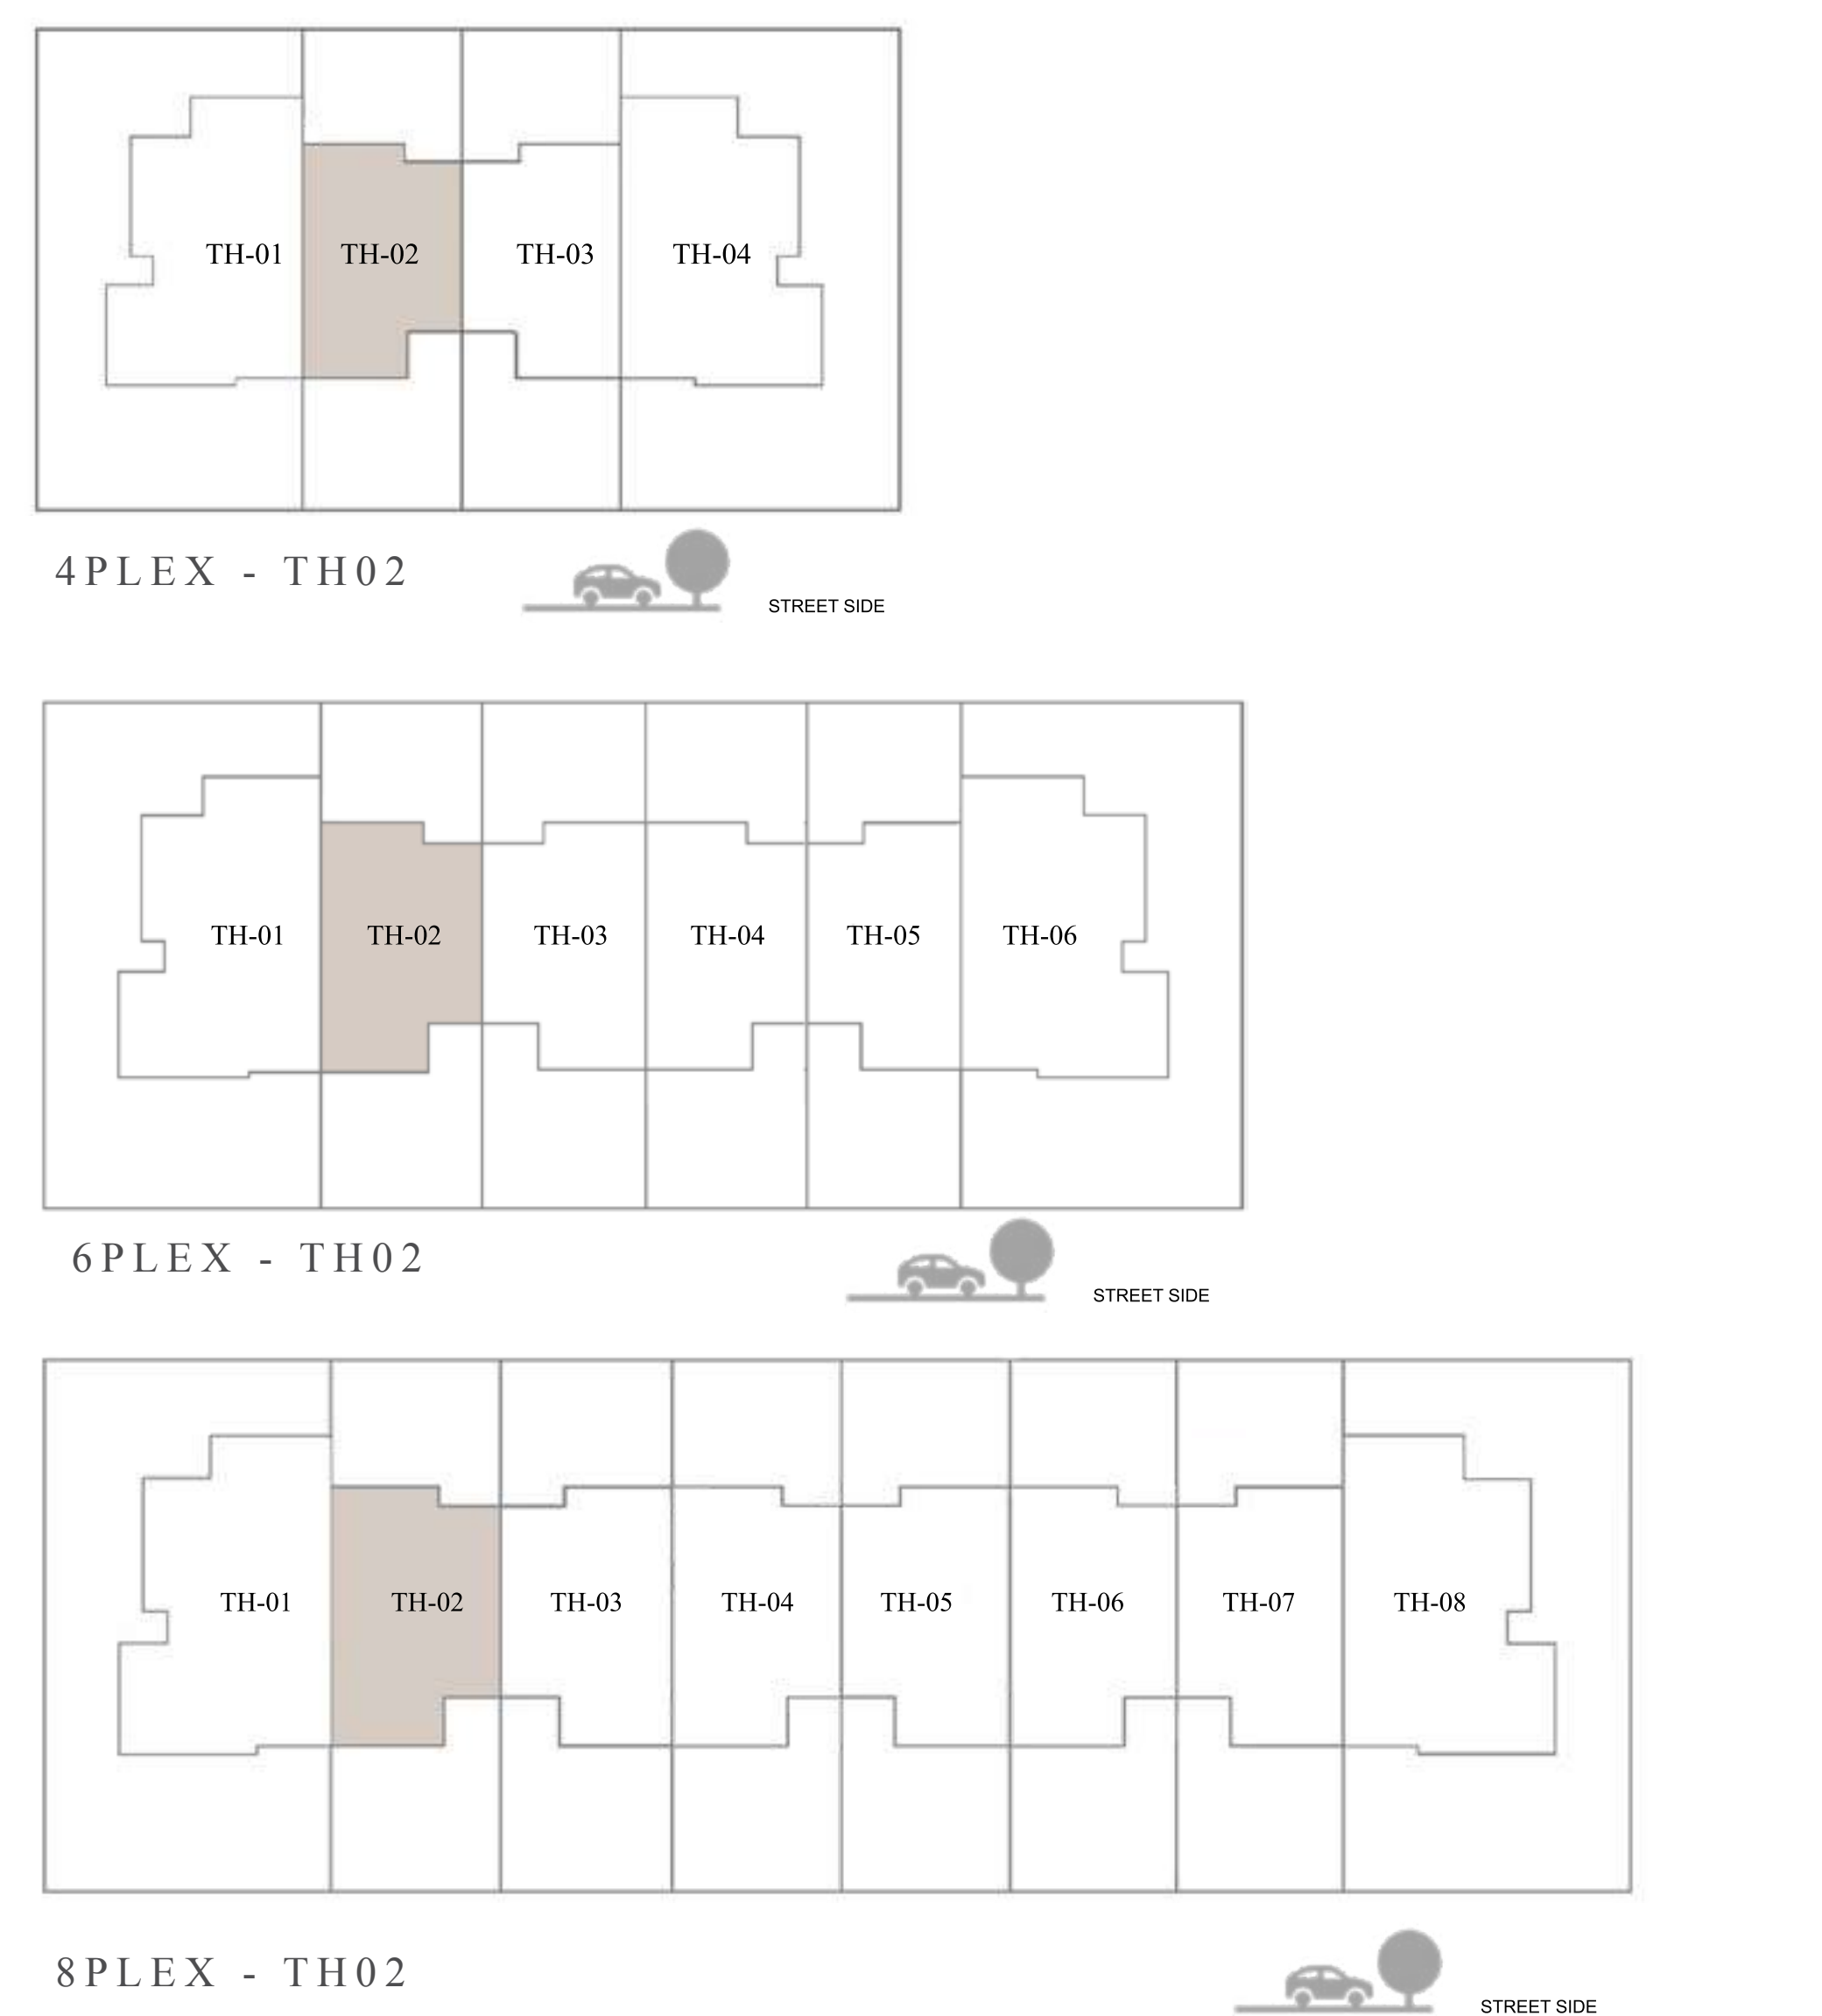 TH-01 TH-02 TH-03 TH-04
4PLEX - TH02
STREET SIDE
TH-01 TH-02 TH-03 TH-04 TH-05 TH-06
6PLEX - TH02
STREET SIDE
TH-01 TH-02 TH-03 TH-04 TH-05 TH-06 TH-07 TH-08
8PLEX - TH02
STREET SIDE